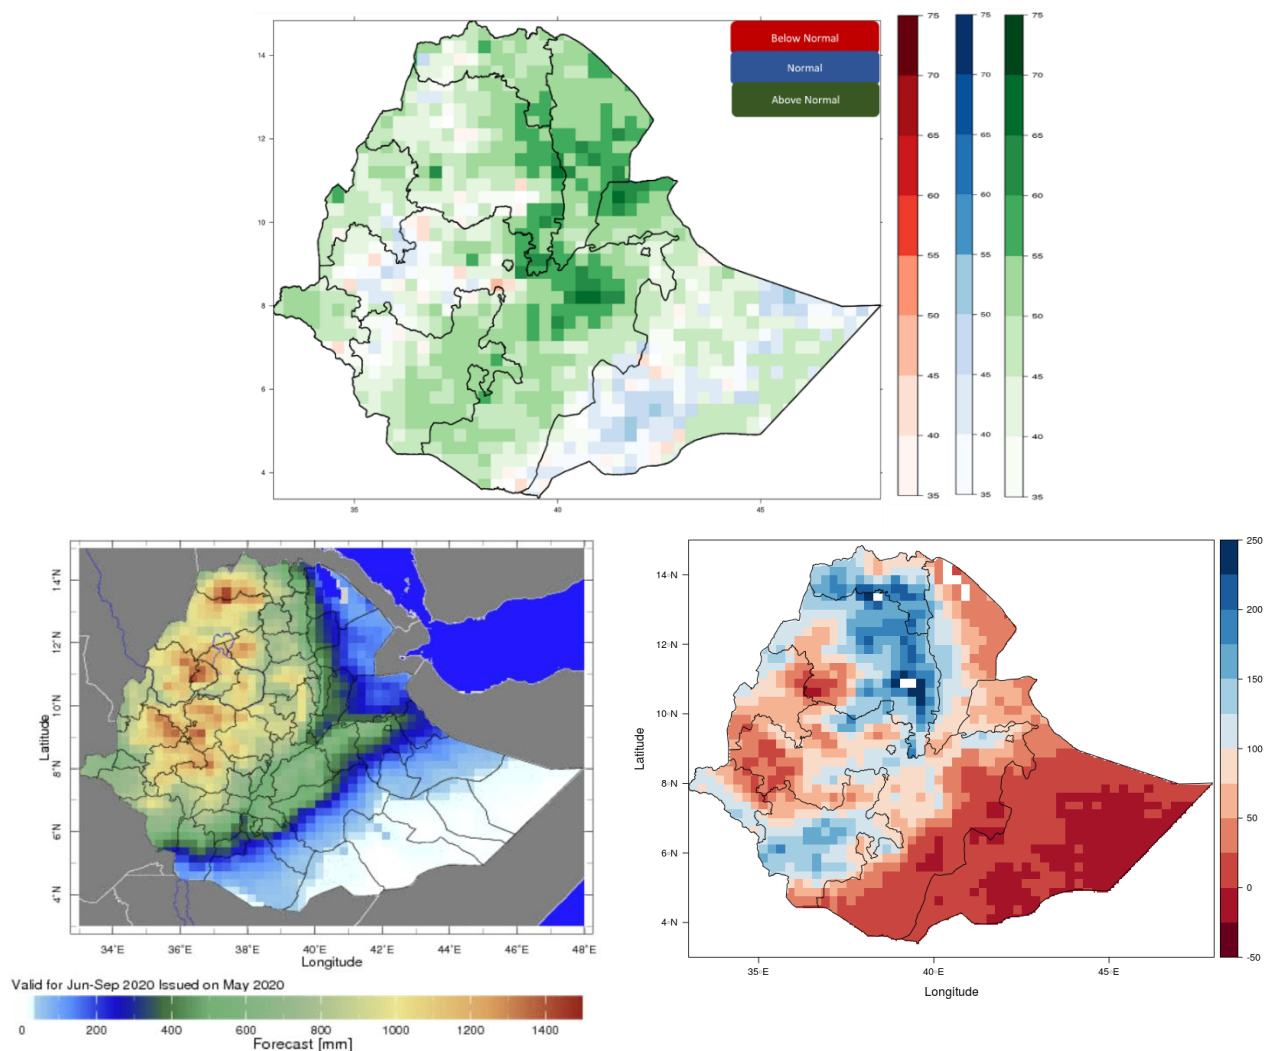 Below Normal
Normal
Above Normal
14
12
10
8
6
4
35
40
45
75
70
65
60
55
50
45
40
35
75
70
65
60
55
50
45
40
35
75
70
65
60
55
50
45
40
35
14°N
12°N
10°N
8°N
6°N
4°N
Latitude
34°E
36°E
38°E
40°E
42°E
44°E
46°E
48°E
Longitude
Valid for Jun-Sep 2020 Issued on May 2020
0
200
400
600
800
1000
1200
1400
Forecast [mm]
14◦N
12◦N
10◦N
8◦N
6◦N
4◦N
Latitude
35◦E
40◦E
45◦E
Longitude
250
200
150
100
50
0
-50